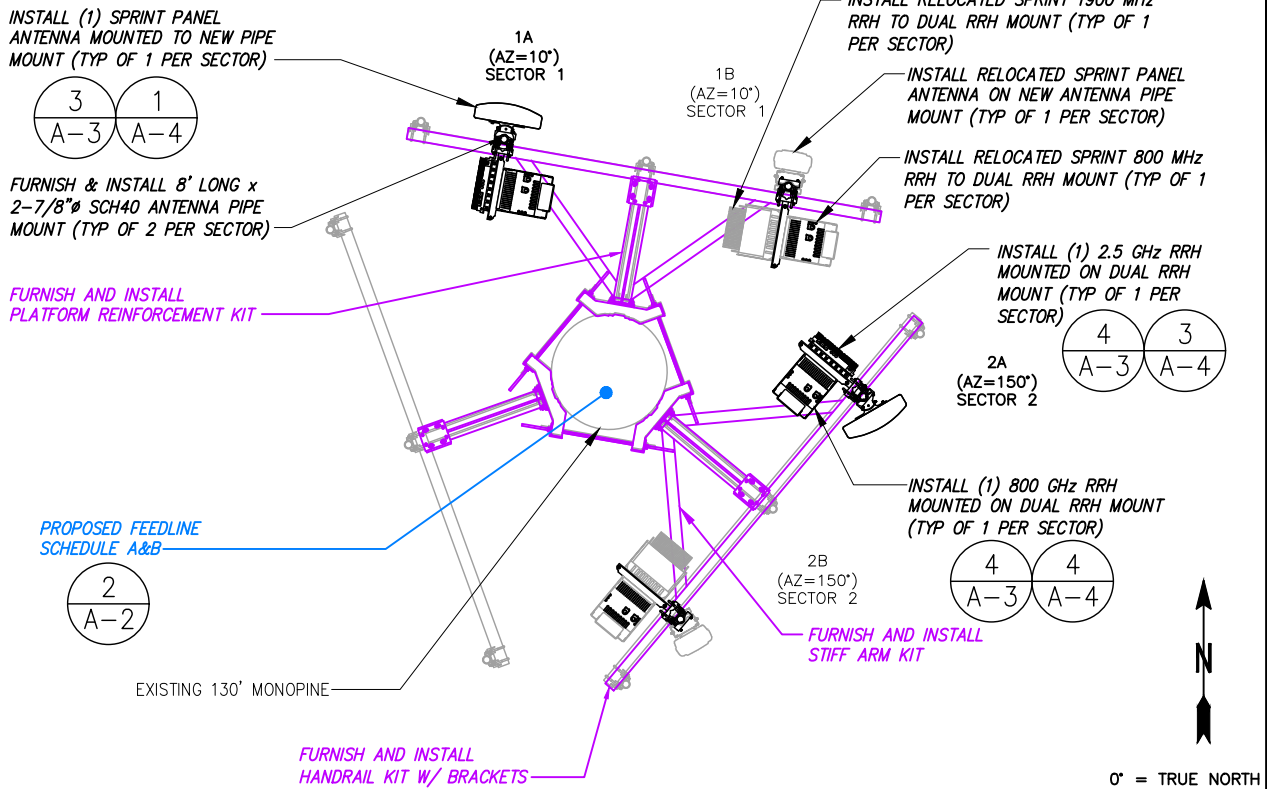 INSTALL (1) SPRINT PANEL
ANTENNA MOUNTED TO NEW PIPE
MOUNT (TYP OF 1 PER SECTOR)
3
A-3
1
A-4
FURNISH & INSTALL 8' LONG x
2-7/8"ø SCH40 ANTENNA PIPE
MOUNT (TYP OF 2 PER SECTOR)
FURNISH AND INSTALL
PLATFORM REINFORCEMENT KIT
1A
(AZ=10°)
SECTOR 1
1B
(AZ=10°)
SECTOR 1
INSTALL RELOCATED SPRINT 1900 MHz
RRH TO DUAL RRH MOUNT (TYP OF 1
PER SECTOR)
INSTALL RELOCATED SPRINT PANEL
ANTENNA ON NEW ANTENNA PIPE
MOUNT (TYP OF 1 PER SECTOR)
INSTALL RELOCATED SPRINT 800 MHz
RRH TO DUAL RRH MOUNT (TYP OF 1
PER SECTOR)
INSTALL (1) 2.5 GHz RRH
MOUNTED ON DUAL RRH
MOUNT (TYP OF 1 PER
SECTOR)
4
A-3
3
A-4
2A
(AZ=150°)
SECTOR 2
INSTALL (1) 800 GHz RRH
MOUNTED ON DUAL RRH MOUNT
(TYP OF 1 PER SECTOR)
4
A-3
4
A-4
2B
(AZ=150°)
SECTOR 2
FURNISH AND INSTALL
STIFF ARM KIT
PROPOSED FEEDLINE
SCHEDULE A&B
2
A-2
EXISTING 130' MONOPINE
FURNISH AND INSTALL
HANDRAIL KIT W/ BRACKETS
N
0° = TRUE NORTH